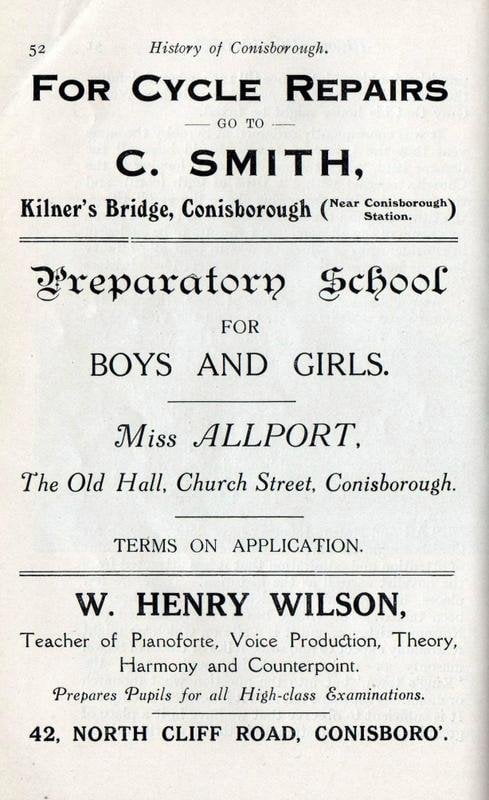 52 History of Conisborough.
FOR CYCLE REPAIRS
GO TO
C. SMITH,
Kilner's Bridge, Conisborough (Near Conisborough Station.)
Preparatory School
FOR
BOYS AND GIRLS.
Miss ALLPORT,
The Old Hall, Church Street, Conisborough.
TERMS ON APPLICATION.
W. HENRY WILSON,
Teacher of Pianoforte, Voice Production, Theory,
Harmony and Counterpoint.
Prepares Pupils for all High-class Examinations.
42, NORTH CLIFF ROAD, CONISBORO'.